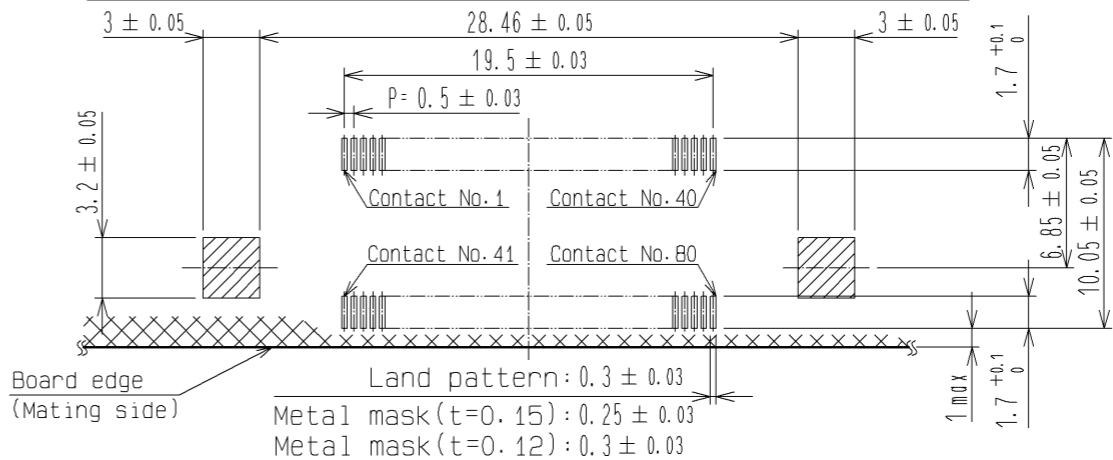 3 ± 0.05
28.46 ± 0.05
3 ± 0.05
19.5 ± 0.03
P= 0.5 ± 0.03
1.7 +0.1 0
3.2 ± 0.05
Contact No.1
Contact No.40
6.85 ± 0.05
10.05 ± 0.05
Contact No.41
Contact No.80
Board edge
(Mating side)
Land pattern: 0.3 ± 0.03
Metal mask(t=0.15): 0.25 ± 0.03
Metal mask(t=0.12): 0.3 ± 0.03
1 max
1.7 +0.1 0